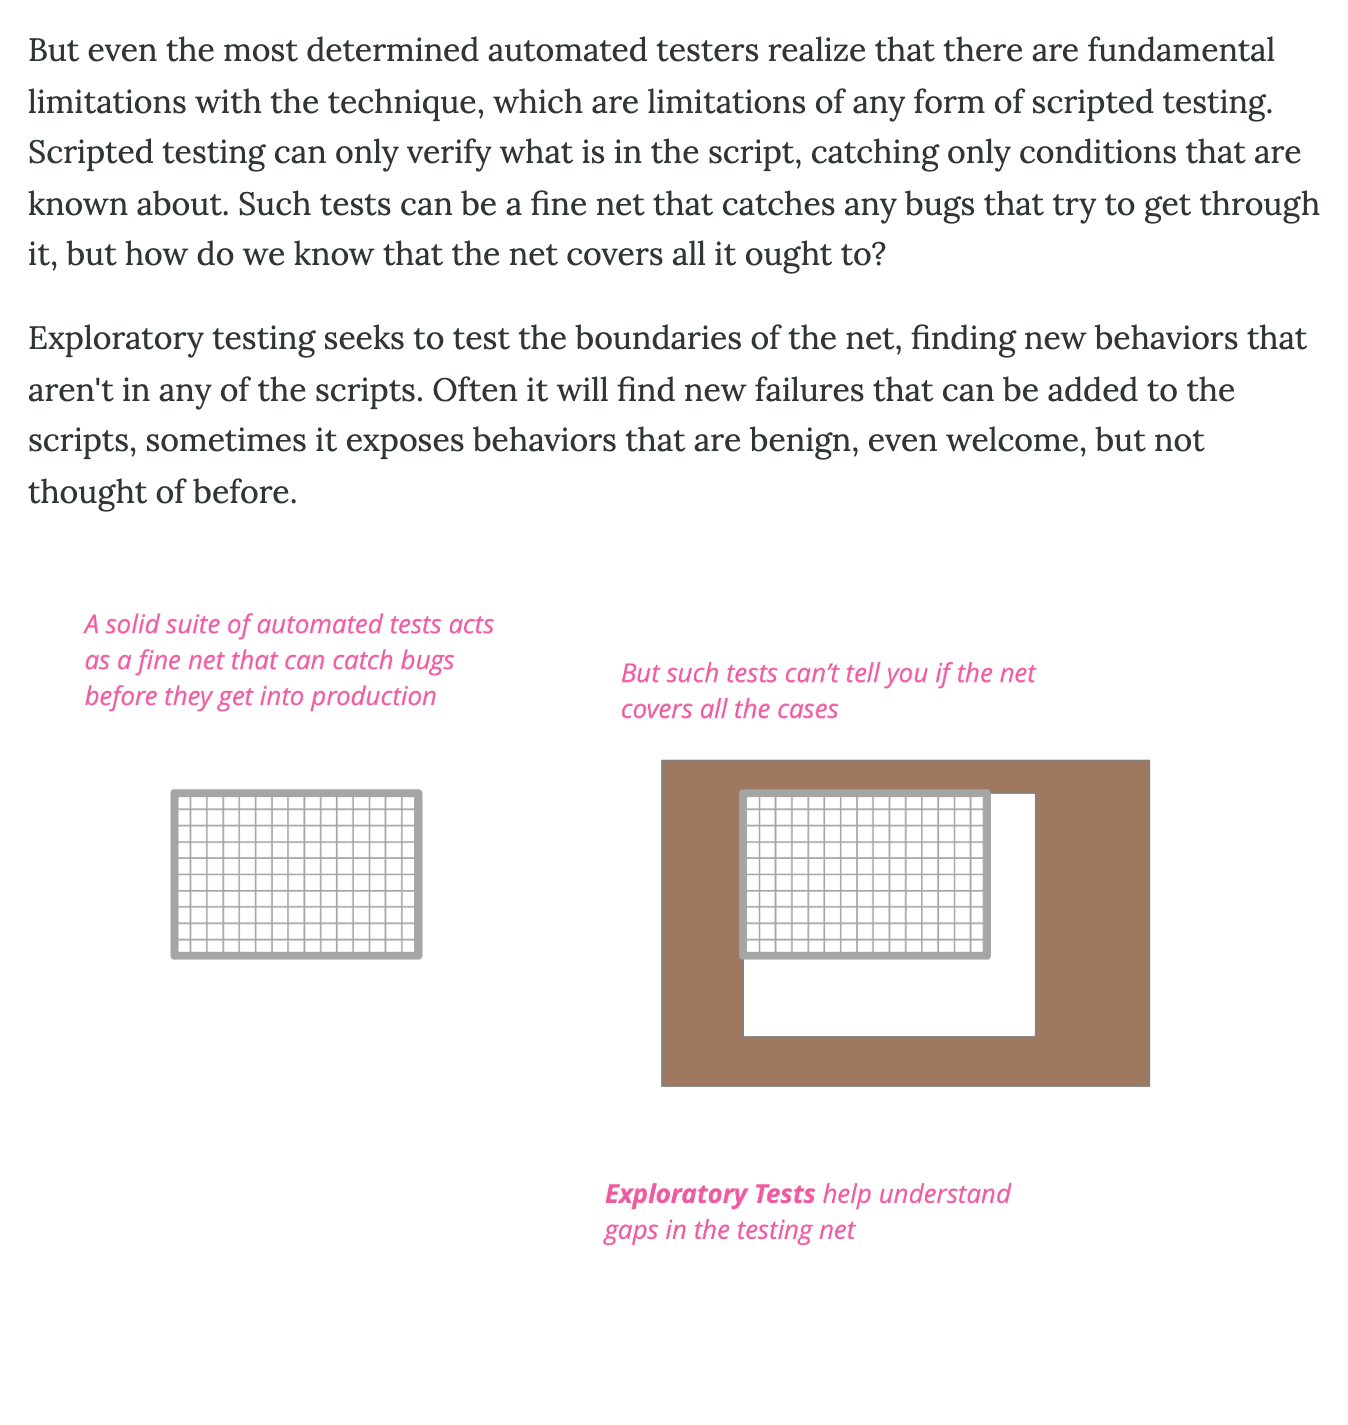 But even the most determined automated testers realize that there are fundamental
limitations with the technique, which are limitations of any form of scripted testing.
Scripted testing can only verify what is in the script, catching only conditions that are
known about. Such tests can be a fine net that catches any bugs that try to get through
it, but how do we know that the net covers all it ought to?
Exploratory testing seeks to test the boundaries of the net, finding new behaviors that
aren't in any of the scripts. Often it will find new failures that can be added to the
scripts, sometimes it exposes behaviors that are benign, even welcome, but not
thought of before.
A solid suite of automated tests acts
as a fine net that can catch bugs
before they get into production
But such tests can’t tell you if the net
covers all the cases
Exploratory Tests help understand
gaps in the testing net